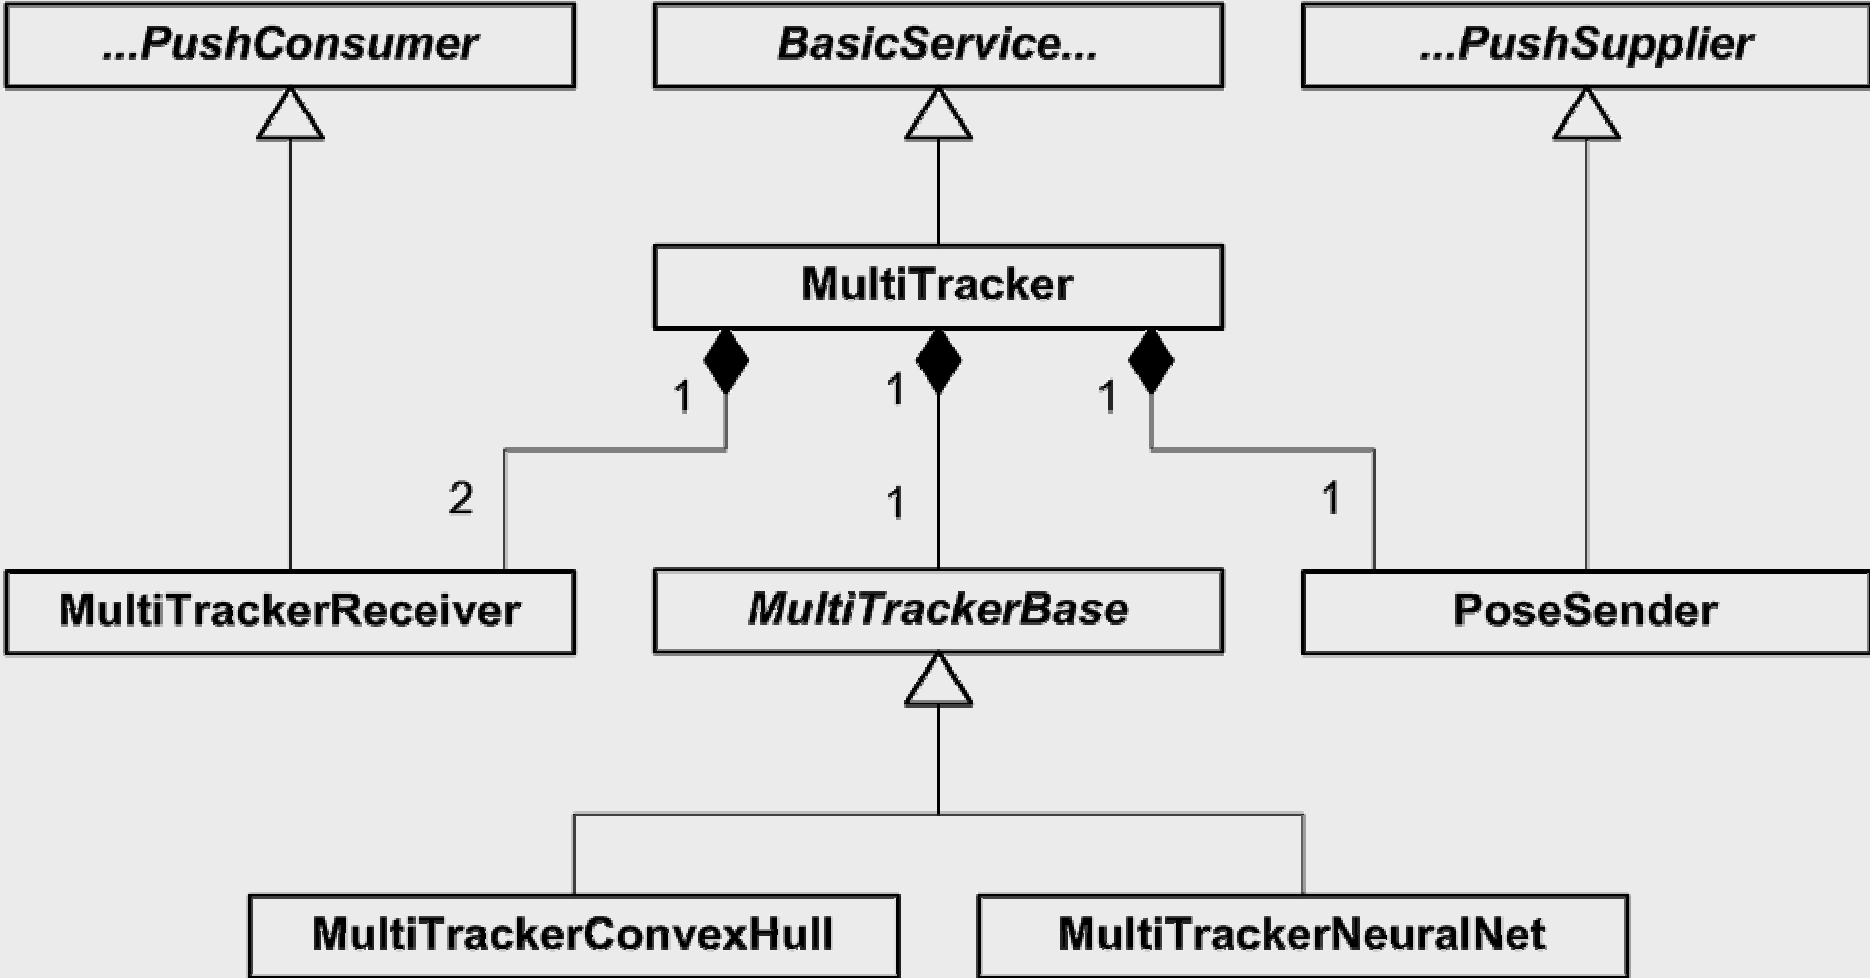 ...PushConsumer
BasicService...
...PushSupplier
MultiTracker
1
1
1
2
1
1
MultiTrackerReceiver
MultiTrackerBase
PoseSender
MultiTrackerConvexHull
MultiTrackerNeuralNet